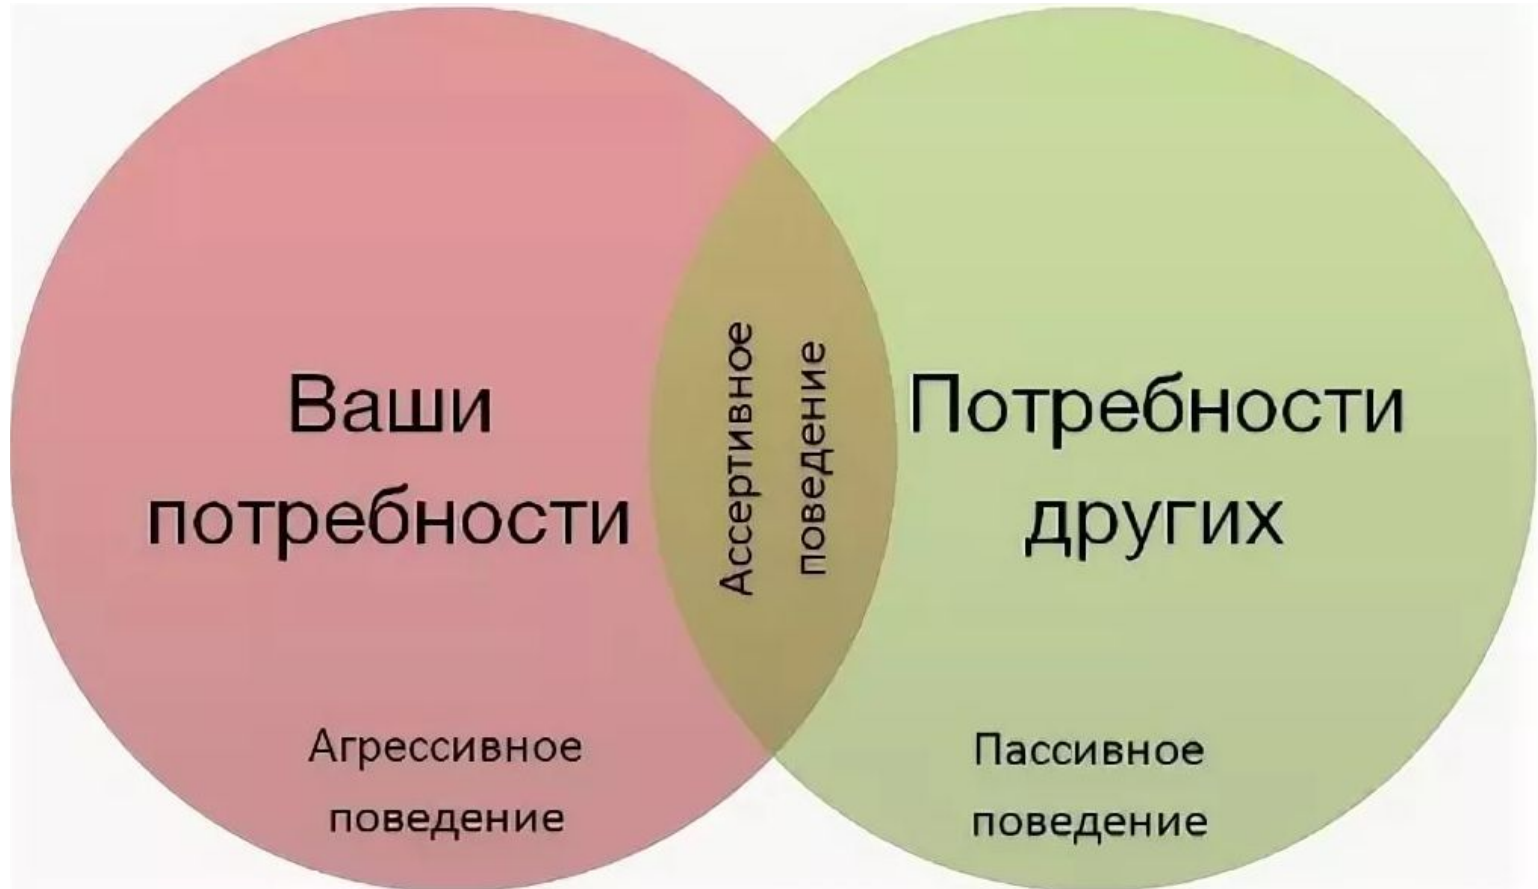 Ваши
потребности
Агрессивное
поведение
Ассертивное
поведение
Потребности
других
Пассивное
поведение